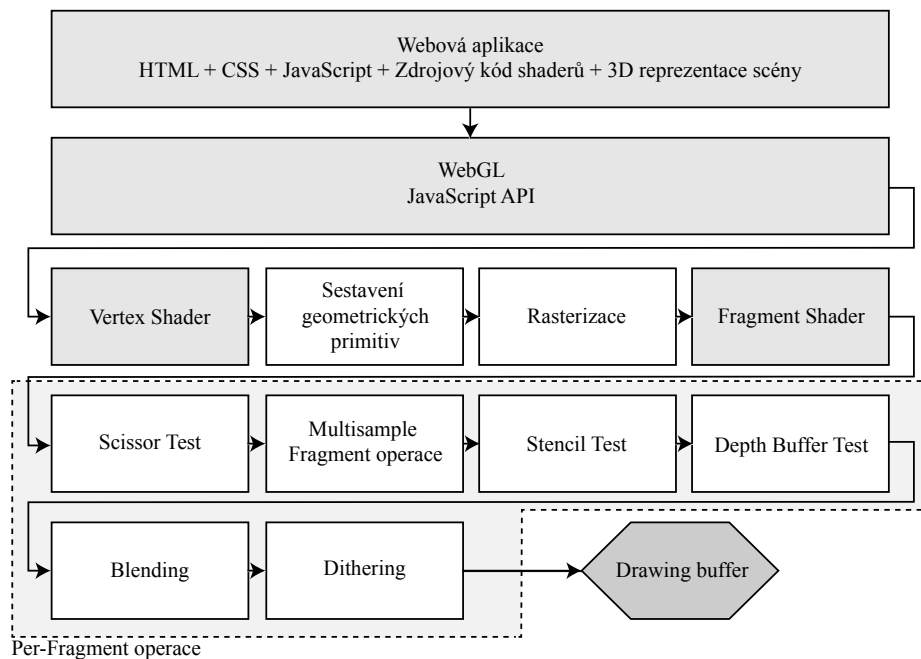 Webová aplikace
HTML + CSS + JavaScript + Zdrojový kód shaderů + 3D reprezentace scény
WebGL
JavaScript API
Vertex Shader
Sestavení
geometrických
primitiv
Rasterizace
Fragment Shader
Scissor Test
Multisample
Fragment operace
Stencil Test
Depth Buffer Test
Blending
Dithering
Drawing buffer
Per-Fragment operace